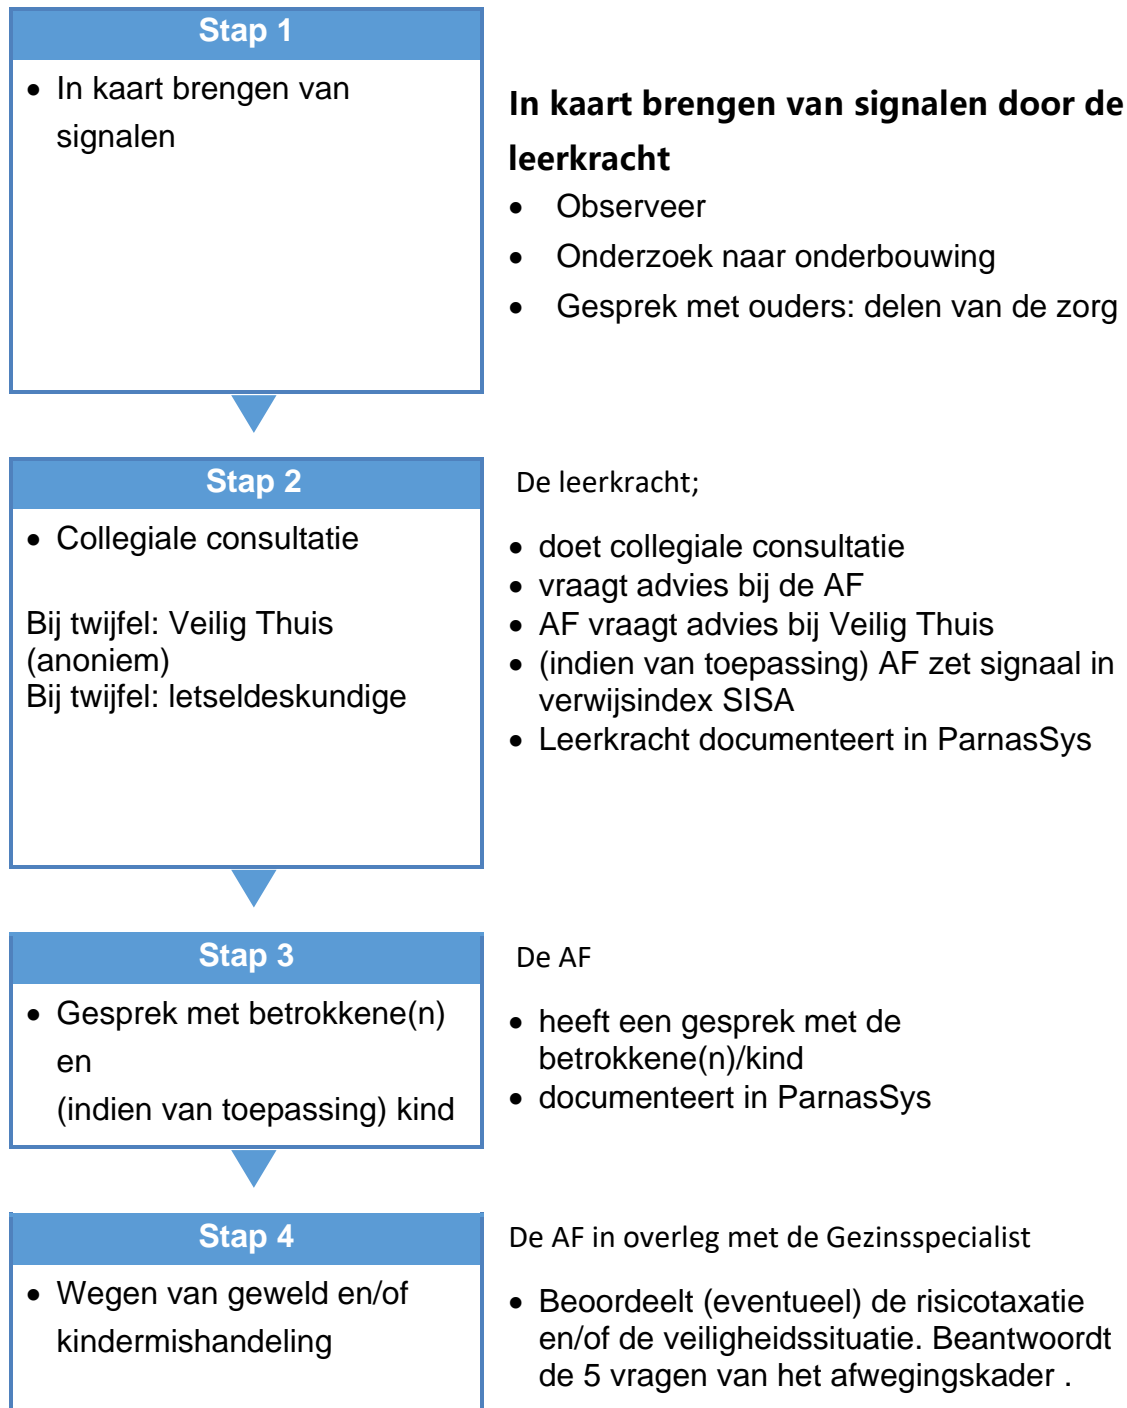 Stap 1
• In kaart brengen van
signalen
In kaart brengen van signalen door de
leerkracht
• Observeer
• Onderzoek naar onderbouwing
• Gesprek met ouders: delen van de zorg
Stap 2
• Collegiale consultatie
Bij twijfel: Veilig Thuis
(anoniem)
Bij twijfel: letseldeskundige
De leerkracht;
• doet collegiale consultatie
• vraagt advies bij de AF
• AF vraagt advies bij Veilig Thuis
• (indien van toepassing) AF zet signaal in
verwijsindex SISA
• Leerkracht documenteert in ParnasSys
Stap 3
• Gesprek met betrokkene(n)
en
(indien van toepassing) kind
De AF
• heeft een gesprek met de
betrokkene(n)/kind
• documenteert in ParnasSys
Stap 4
• Wegen van geweld en/of
kindermishandeling
De AF in overleg met de Gezinsspecialist
• Beoordeelt (eventueel) de risicotaxatie
en/of de veiligheidssituatie. Beantwoordt
de 5 vragen van het afwegingskader .